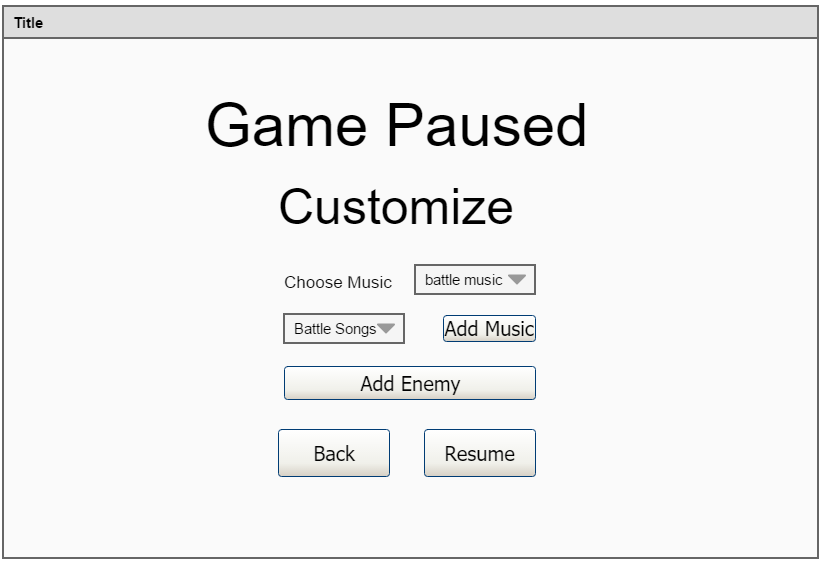 Title
Game Paused
Customize
Choose Music battle music
Battle Songs Add Music
Add Enemy
Back Resume